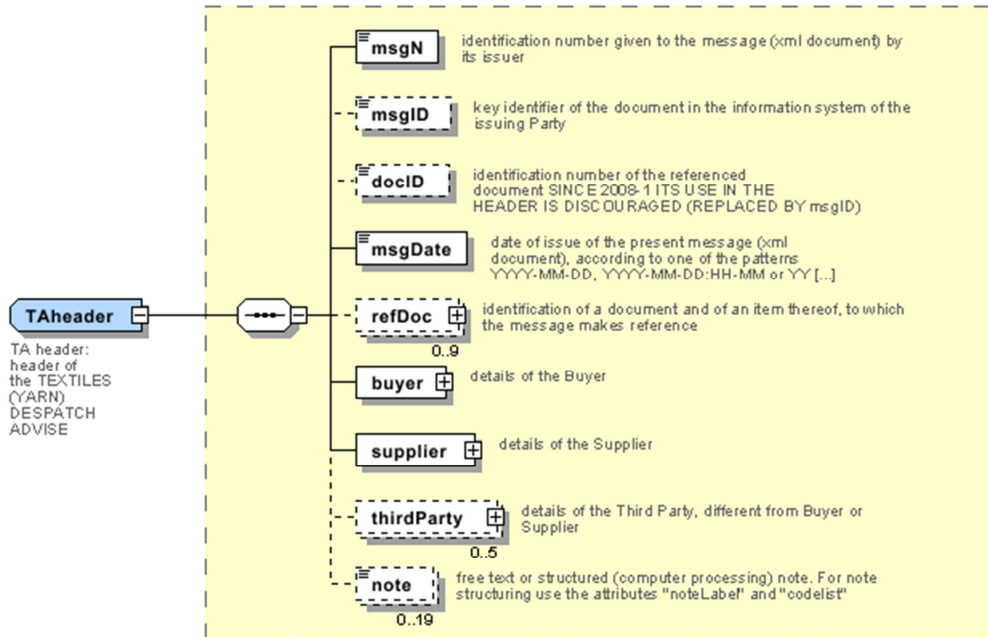 msgN
identification number given to the message (xml document) by
its issuer
msgID
key identifier of the document in the information system of the
issuing Party
docID
identification number of the referenced
document SINCE 2008-1 ITS USE IN THE
HEADER IS DISCOURAGED (REPLACED BY msgID)
msgDate
date of issue of the present message (xml
document), according to one of the patterns
YYYY-MM-DD, YYYY-MM-DD:HH-MM or YY [...]
TAheader
TA header:
header of
the TEXTILES
(YARN)
DESPATCH
ADVISE
refDoc
0..9
identification of a document and of an item thereof, to which
the message makes reference
buyer
details of the Buyer
supplier
details of the Supplier
thirdParty
0..5
details of the Third Party, different from Buyer or
Supplier
note
0..19
free text or structured (computer processing) note. For note
structuring use the attributes "noteLabel" and "codelist"